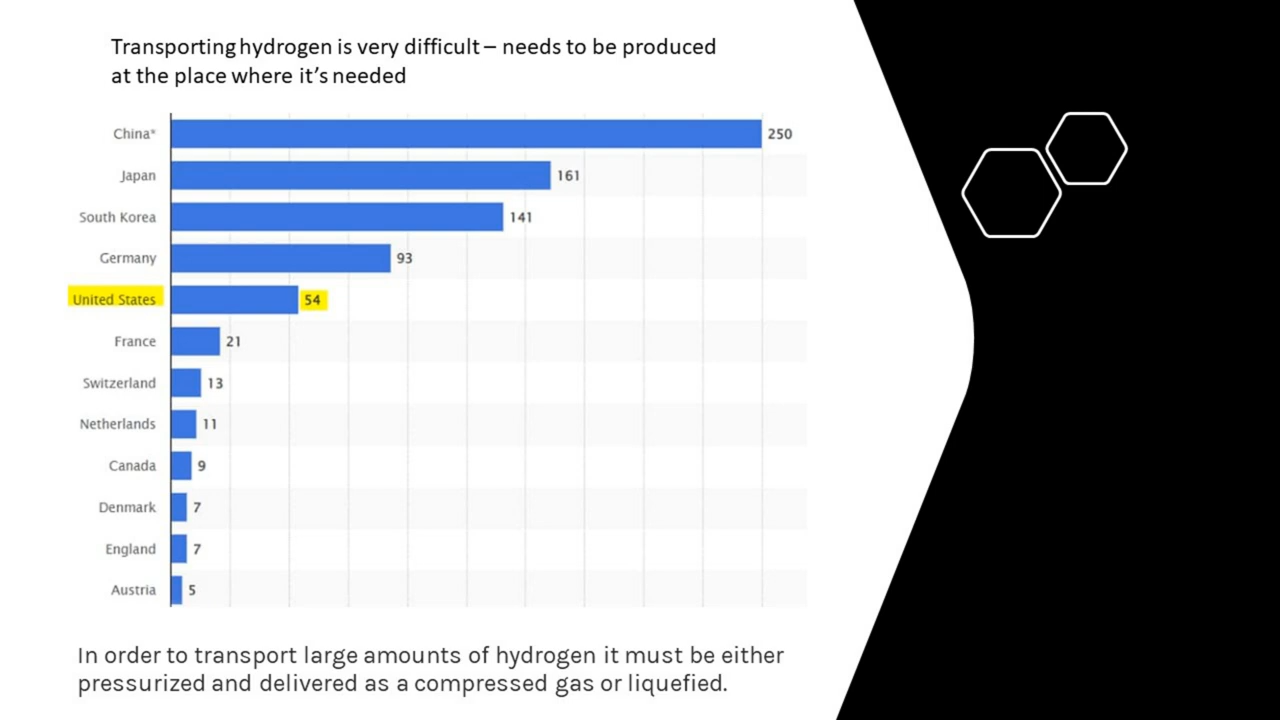 Transporting hydrogen is very difficult – needs to be produced
at the place where it's needed
China* 250
Japan 161
South Korea 141
Germany 93
United States 54
France 21
Switzerland 13
Netherlands 11
Canada 9
Denmark 7
England 7
Austria 5
In order to transport large amounts of hydrogen it must be either
pressurized and delivered as a compressed gas or liquefied.